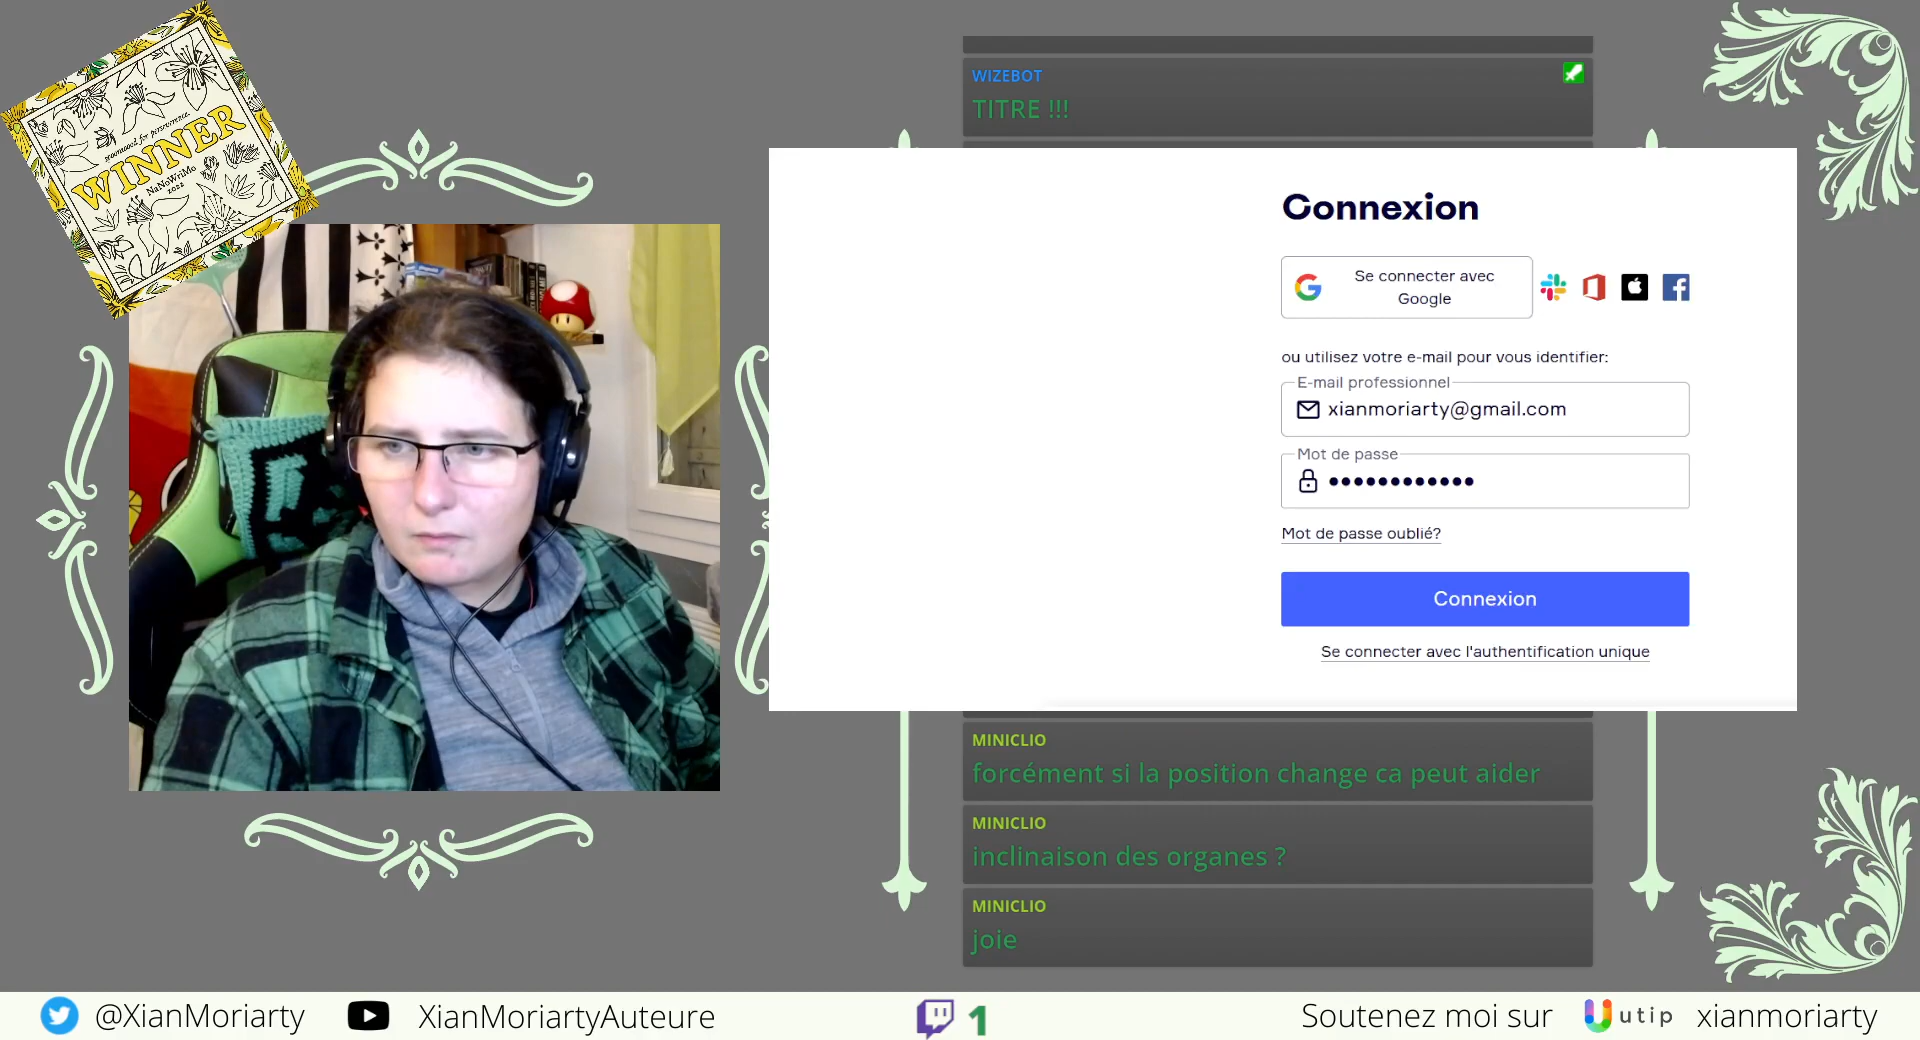 WINNER
NaNoWriMo
2022
WIZEBOT
TITRE !!!
Connexion
Se connecter avec
Google
ou utilisez votre e-mail pour vous identifier:
E-mail professionnel
xianmoriarty@gmail.com
Mot de passe
••••••••••••
Mot de passe oublié?
Connexion
Se connecter avec l'authentification unique
MINICLIO
forcément si la position change ca peut aider
MINICLIO
inclinaison des organes ?
MINICLIO
joie
@XianMoriarty
XianMoriartyAuteure
1
Soutenez moi sur
utip
xianmoriarty